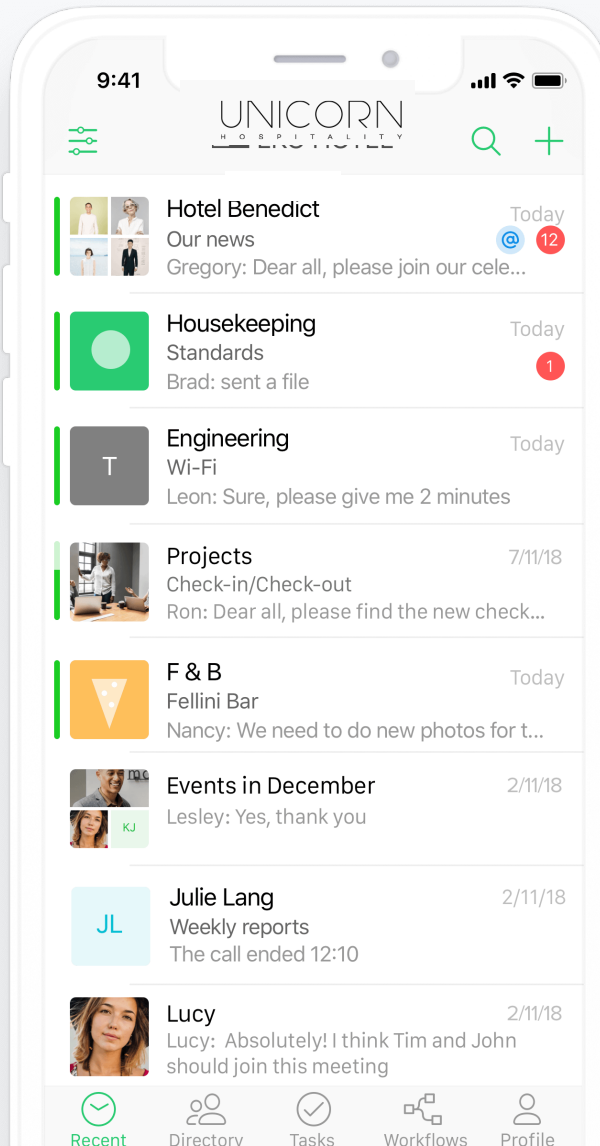 9:41
UNICORN
HOSPITALITY
Hotel Benedict
Today
Our news
@ 12
Gregory: Dear all, please join our cele...
Housekeeping
Today
Standards
1
Brad: sent a file
Engineering
Today
T
Wi-Fi
Leon: Sure, please give me 2 minutes
Projects
7/11/18
Check-in/Check-out
Ron: Dear all, please find the new check...
F & B
Today
Fellini Bar
Nancy: We need to do new photos for t...
Events in December
2/11/18
Lesley: Yes, thank you
KJ
Julie Lang
2/11/18
JL
Weekly reports
The call ended 12:10
Lucy
2/11/18
Lucy: Absolutely! I think Tim and John
should join this meeting
Recent Directory Tasks Workflows Profile